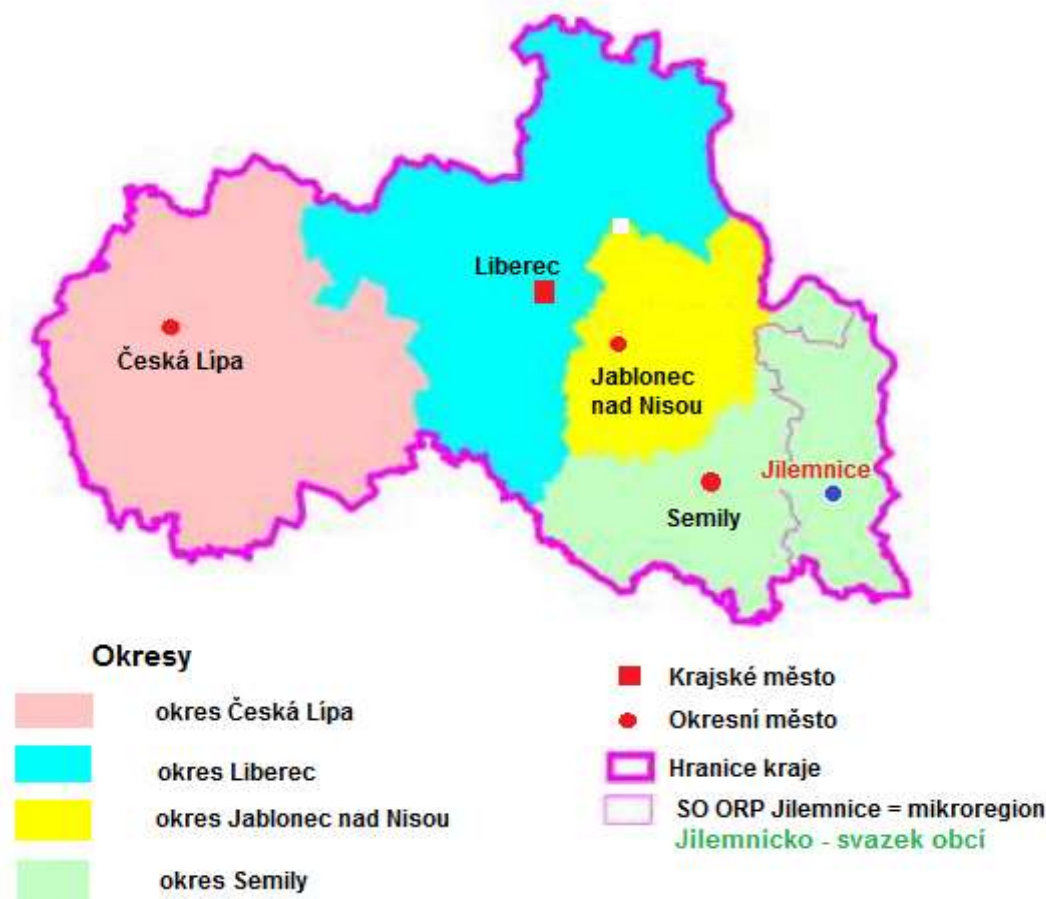 Liberec
Česká Lípa
Jablonec
nad Nisou
Jilemnice
Semily
Okresy
okres Česká Lípa
okres Liberec
okres Jablonec nad Nisou
okres Semily
Krajské město
Okresní město
Hranice kraje
SO ORP Jilemnice = mikroregion
Jilemnicko - svazek obcí